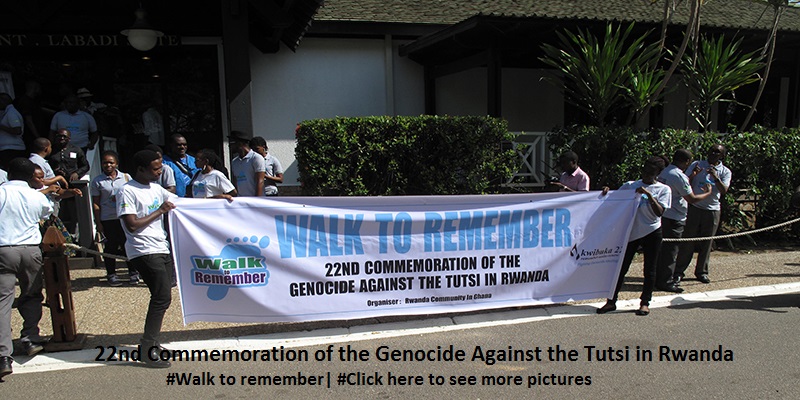 NT . LABADI
WALK TO REMEMBER
Walk
to
Remember
22ND COMMEMORATION OF THE
GENOCIDE AGAINST THE TUTSI IN RWANDA
Organiser : Rwanda Community In Ghana
kwibuka 22
22nd Commemoration of the Genocide Against the Tutsi in Rwanda
#Walk to remember| #Click here to see more pictures